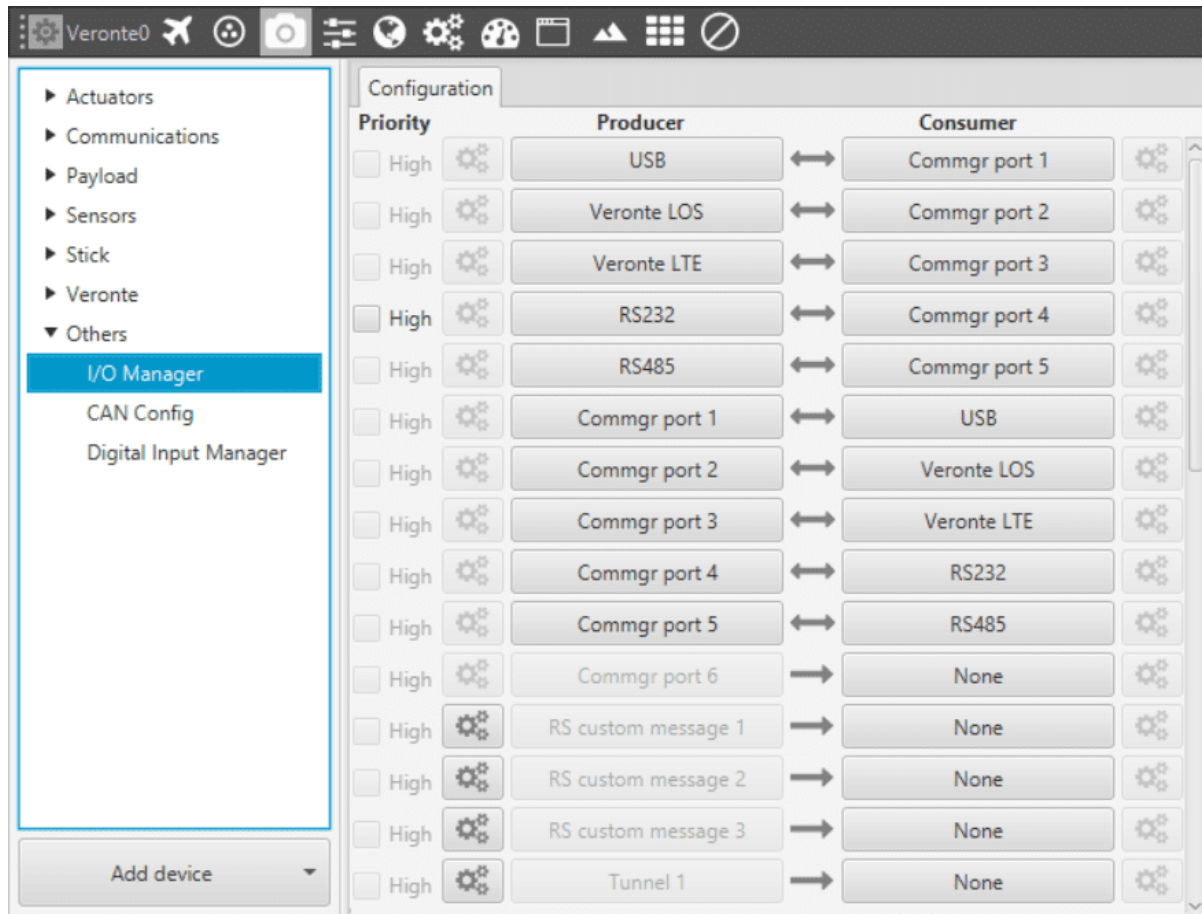 Veronte0
Actuators
Communications
Payload
Sensors
Stick
Veronte
Others
I/O Manager
CAN Config
Digital Input Manager
Add device
Configuration
Priority Producer Consumer
High USB Commgr port 1
High Veronte LOS Commgr port 2
High Veronte LTE Commgr port 3
High RS232 Commgr port 4
High RS485 Commgr port 5
High Commgr port 1 USB
High Commgr port 2 Veronte LOS
High Commgr port 3 Veronte LTE
High Commgr port 4 RS232
High Commgr port 5 RS485
High Commgr port 6 None
High RS custom message 1 None
High RS custom message 2 None
High RS custom message 3 None
High Tunnel 1 None